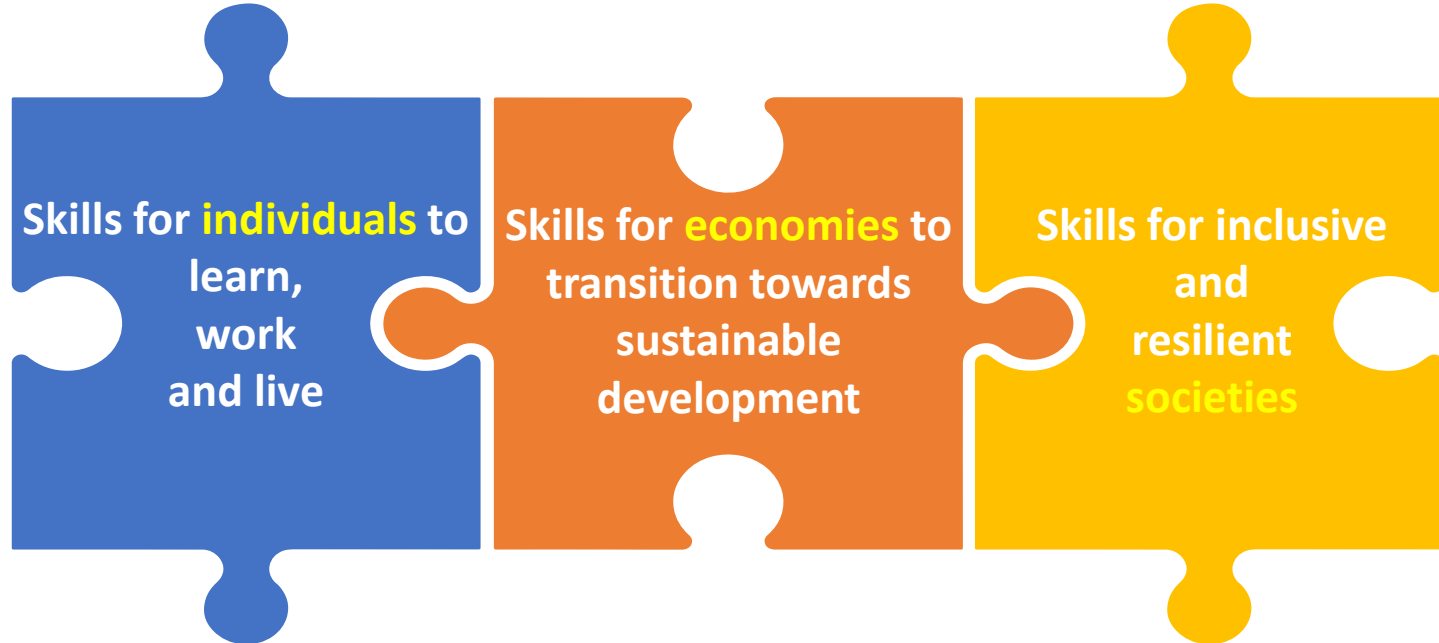 Skills for individuals to
learn,
work
and live
Skills for economies to
transition towards
sustainable
development
Skills for inclusive
and
resilient
societies